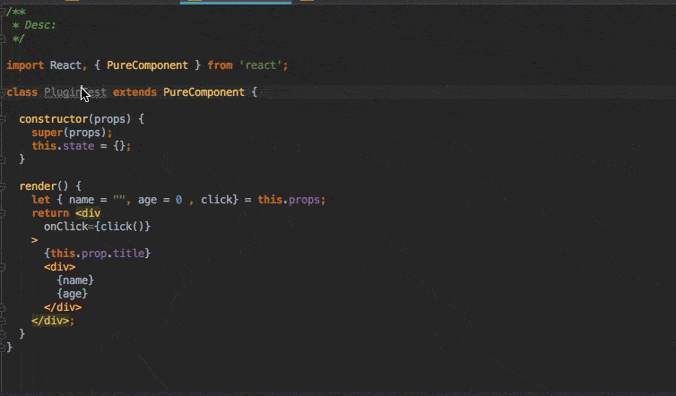 /**
 * Desc:
 */
import React, { PureComponent } from 'react';
class PluginTest extends PureComponent {
  constructor(props) {
    super(props);
    this.state = {};
  }
  render() {
    let { name = "", age = 0 , click} = this.props;
    return <div
      onClick={click()}
    >
      {this.prop.title}
      <div>
        {name}
        {age}
      </div>
    </div>;
  }
}